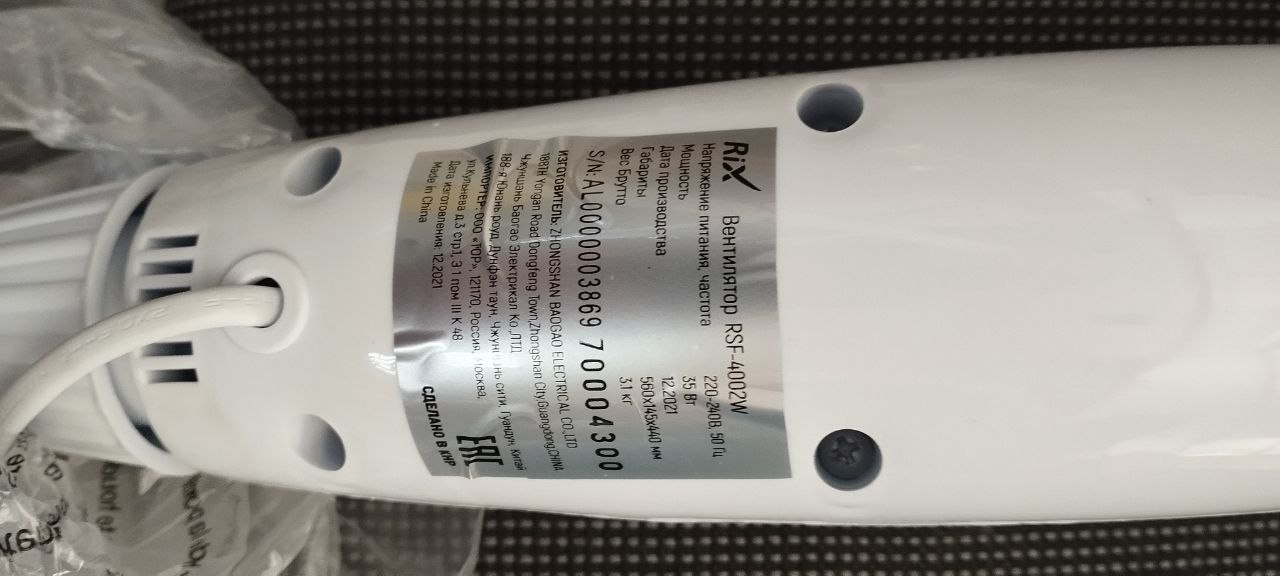 Rix Вентилятор RSF-4002W
Напряжение питания, частота 220-240В, 50 Гц
Мощность 35 Вт
Дата производства 12.2021
Габариты 560х145х440 мм
Вес Брутто 3.1 кг
S/N: AL0000003869 70004300
ИЗГОТОВИТЕЛЬ: ZHONGSHAN BAOGAO ELECTRICAL CO.,LTD
188TH Yongan Road Dongfeng Town,Zhongshan City,Guangdong,CHINA
Чжуншань Баогао Электрикал Ко.,ЛТД
188-я Юнань роуд, Дунфэн таун, сити, Гуандун, Китай
ИМПОРТЕР: ООО «ТОР», 121170, Россия, Москва,
ул.Кульнева д.3 стр.1, Э 1 пом III К 48
Дата изготовления: 12.2021
Made in China
EAC
СДЕЛАНО В КНР